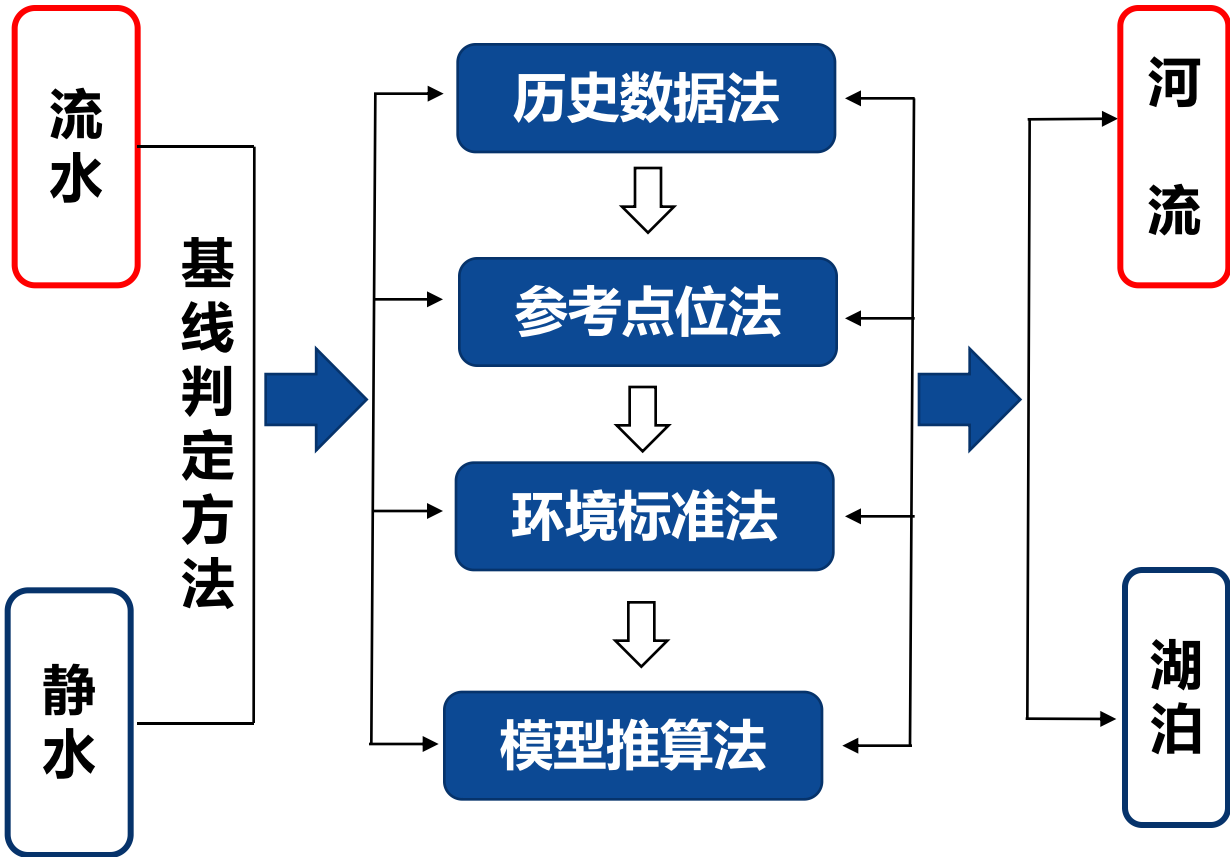 流水
静水
基线判定方法
历史数据法
参考点位法
环境标准法
模型推算法
河流
湖泊